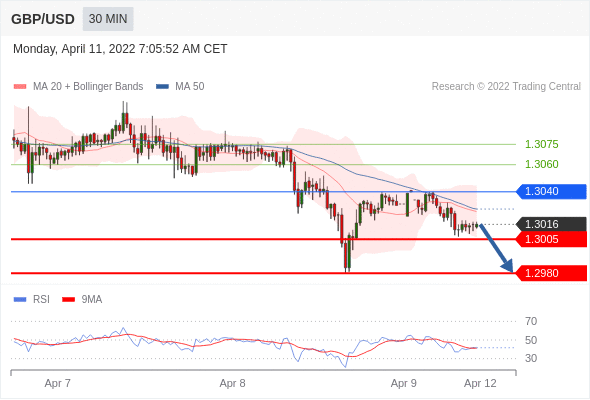 GBP/USD 30 MIN
Monday, April 11, 2022 7:05:52 AM CET
MA 20 + Bollinger Bands MA 50 Research © 2022 Trading Central
1.3075
1.3060
1.3040
1.3016
1.3005
1.2980
RSI 9MA
70
50
30
Apr 7 Apr 8 Apr 9 Apr 12